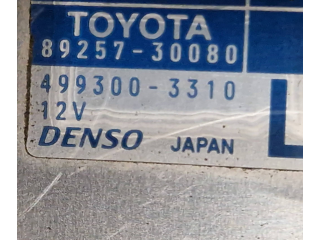 TOYOTA
89257-30080
499300-3310
12V
DENSO JAPAN
L